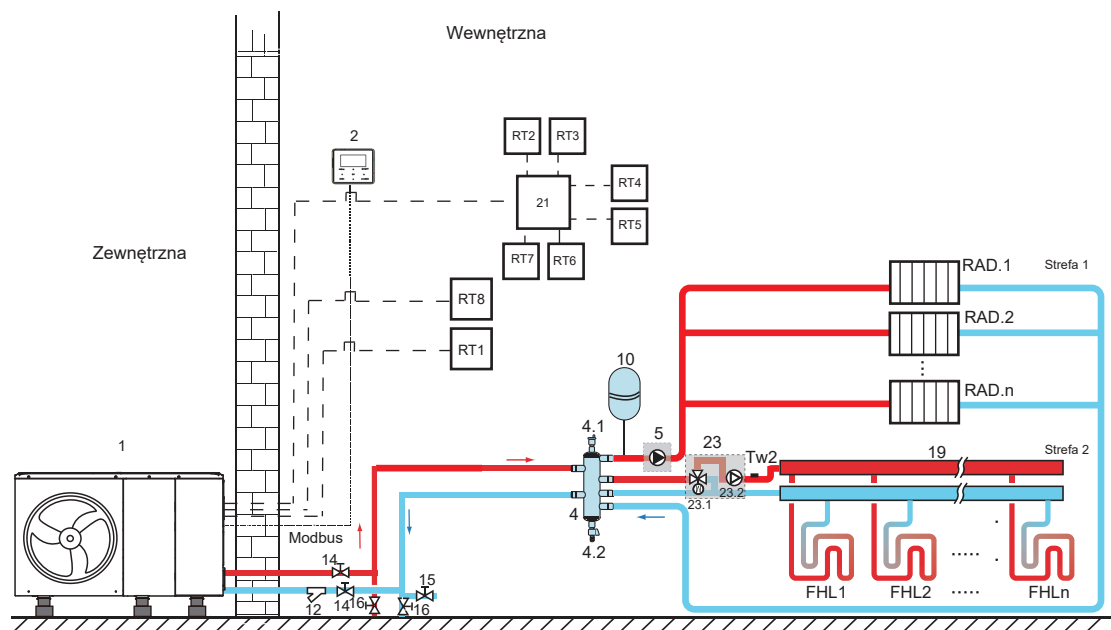 Wewnętrzna
Zewnętrzna
2
RT2
RT3
RT4
21
RT5
RT7
RT6
RT8
RT1
RAD.1
Strefa 1
RAD.2
RAD.n
10
4.1
5
23
Tw2
19
Strefa 2
23.1
23.2
4
4.2
1
Modbus
14
12
14
16
16
15
FHL1
FHL2
FHLn